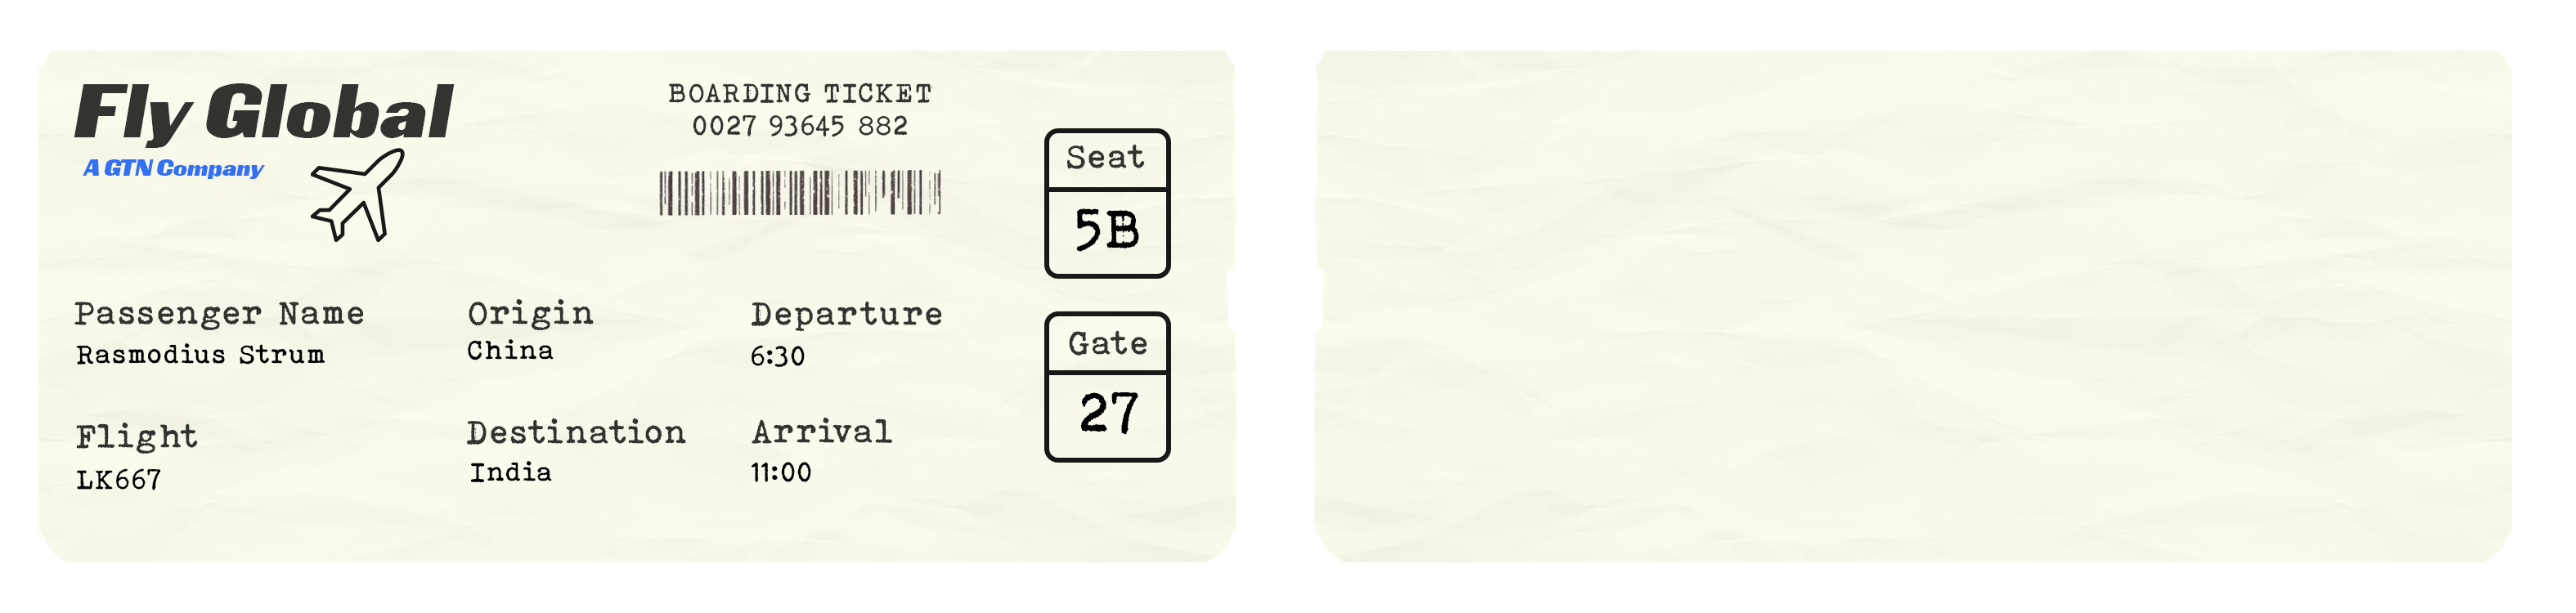 Fly Global
A GTN Company
BOARDING TICKET
0027 93645 882
Seat
5B
Gate
27
Passenger Name
Rasmodius Strum
Origin
China
Departure
6:30
Flight
LK667
Destination
India
Arrival
11:00